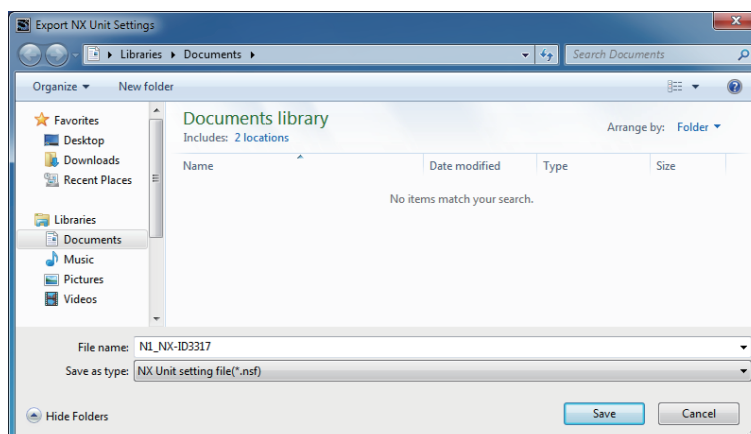 Export NX Unit Settings
Libraries Documents
Search Documents
Organize New folder
Favorites
Desktop
Downloads
Recent Places
Libraries
Documents
Music
Pictures
Videos
Documents library
Includes: 2 locations
Arrange by: Folder
Name Date modified Type Size
No items match your search.
File name: N1_NX-ID3317
Save as type: NX Unit setting file(*.nsf)
Hide Folders
Save Cancel